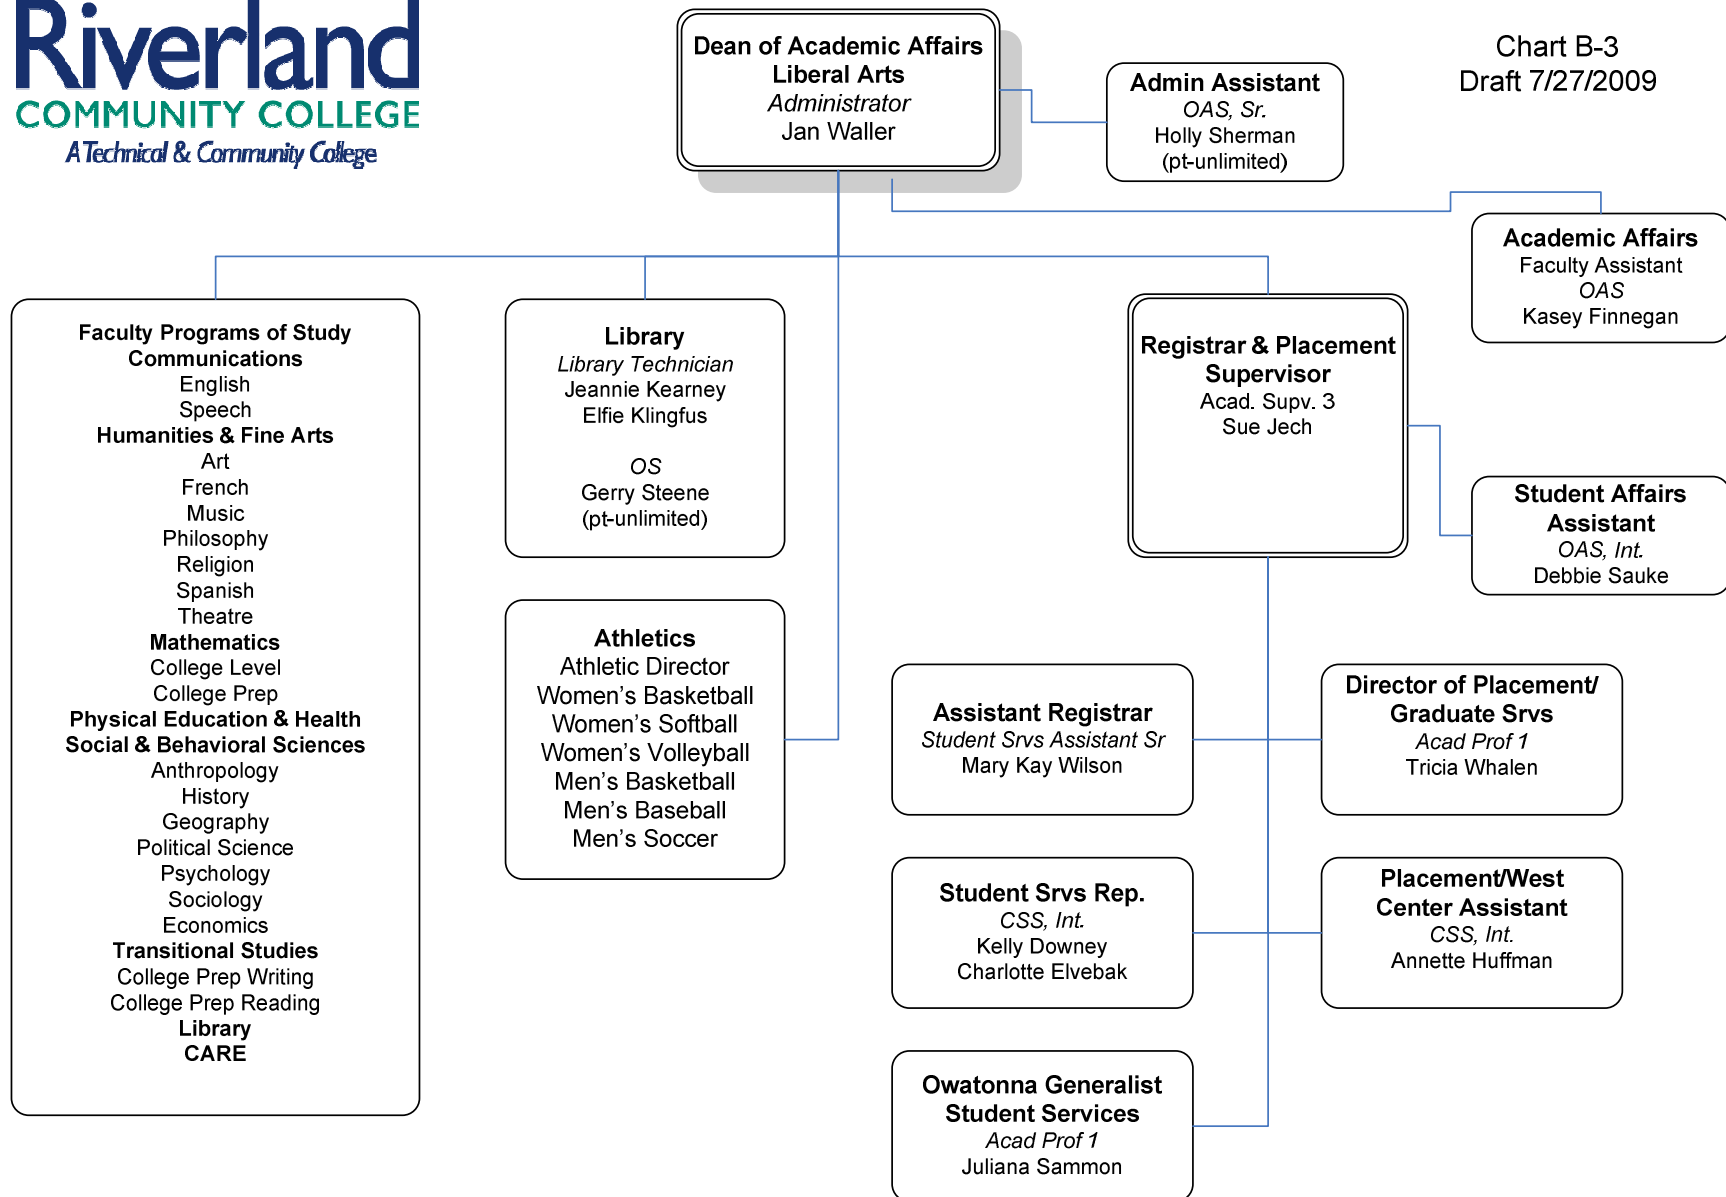 Riverland
COMMUNITY COLLEGE
A Technical & Community College
Dean of Academic Affairs
Liberal Arts
Administrator
Jan Waller
Admin Assistant
OAS, Sr.
Holly Sherman
(pt-unlimited)
Chart B-3
Draft 7/27/2009
Academic Affairs
Faculty Assistant
OAS
Kasey Finnegan
Faculty Programs of Study
Communications
English
Speech
Humanities & Fine Arts
Art
French
Music
Philosophy
Religion
Spanish
Theatre
Mathematics
College Level
College Prep
Physical Education & Health
Social & Behavioral Sciences
Anthropology
History
Geography
Political Science
Psychology
Sociology
Economics
Transitional Studies
College Prep Writing
College Prep Reading
Library
CARE
Library
Library Technician
Jeannie Kearney
Elfie Klingfus
OS
Gerry Steene
(pt-unlimited)
Athletics
Athletic Director
Women's Basketball
Women's Softball
Women's Volleyball
Men's Basketball
Men's Baseball
Men's Soccer
Registrar & Placement
Supervisor
Acad. Supv. 3
Sue Jech
Student Affairs
Assistant
OAS, Int.
Debbie Sauke
Assistant Registrar
Student Srvs Assistant Sr
Mary Kay Wilson
Director of Placement/
Graduate Srvs
Acad Prof 1
Tricia Whalen
Student Srvs Rep.
CSS, Int.
Kelly Downey
Charlotte Elvebak
Placement/West
Center Assistant
CSS, Int.
Annette Huffman
Owatonna Generalist
Student Services
Acad Prof 1
Juliana Sammon